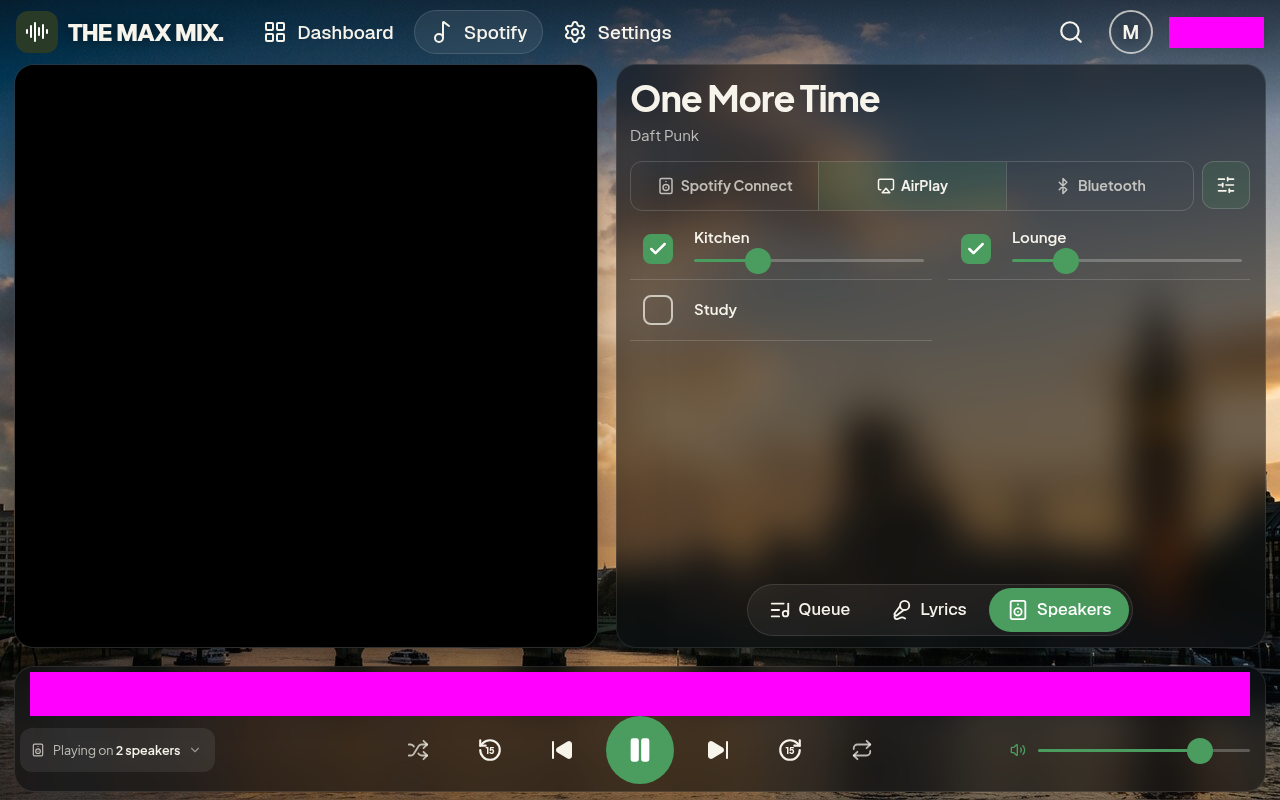 THE MAX MIX.
Dashboard
Spotify
Settings
M
One More Time
Daft Punk
Spotify Connect
AirPlay
Bluetooth
Kitchen
Lounge
Study
Queue
Lyrics
Speakers
Playing on 2 speakers
15
15